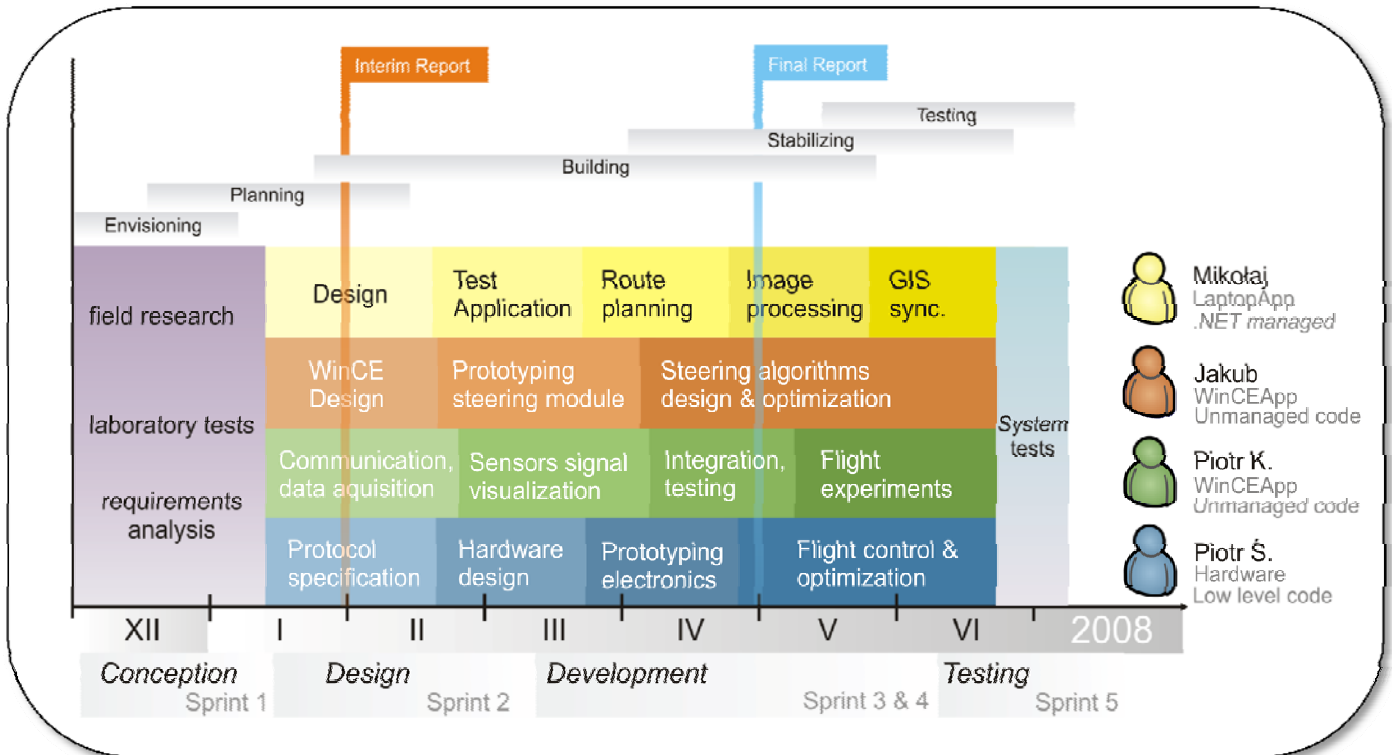 Interim Report
Final Report
Testing
Stabilizing
Building
Planning
Envisioning
field research
laboratory tests
requirements
analysis
Design
Test
Application
Route
planning
Image
processing
GIS
sync.
WinCE
Design
Prototyping
steering module
Steering algorithms
design & optimization
Communication,
data aquisition
Sensors signal
visualization
Integration,
testing
Flight
experiments
Protocol
specification
Hardware
design
Prototyping
electronics
Flight control &
optimization
System
tests
Mikołaj
LaptopApp
.NET managed
Jakub
WinCEApp
Unmanaged code
Piotr K.
WinCEApp
Unmanaged code
Piotr Ś.
Hardware
Low level code
XII I II III IV V VI 2008
Conception Design Development Testing
Sprint 1 Sprint 2 Sprint 3 & 4 Sprint 5